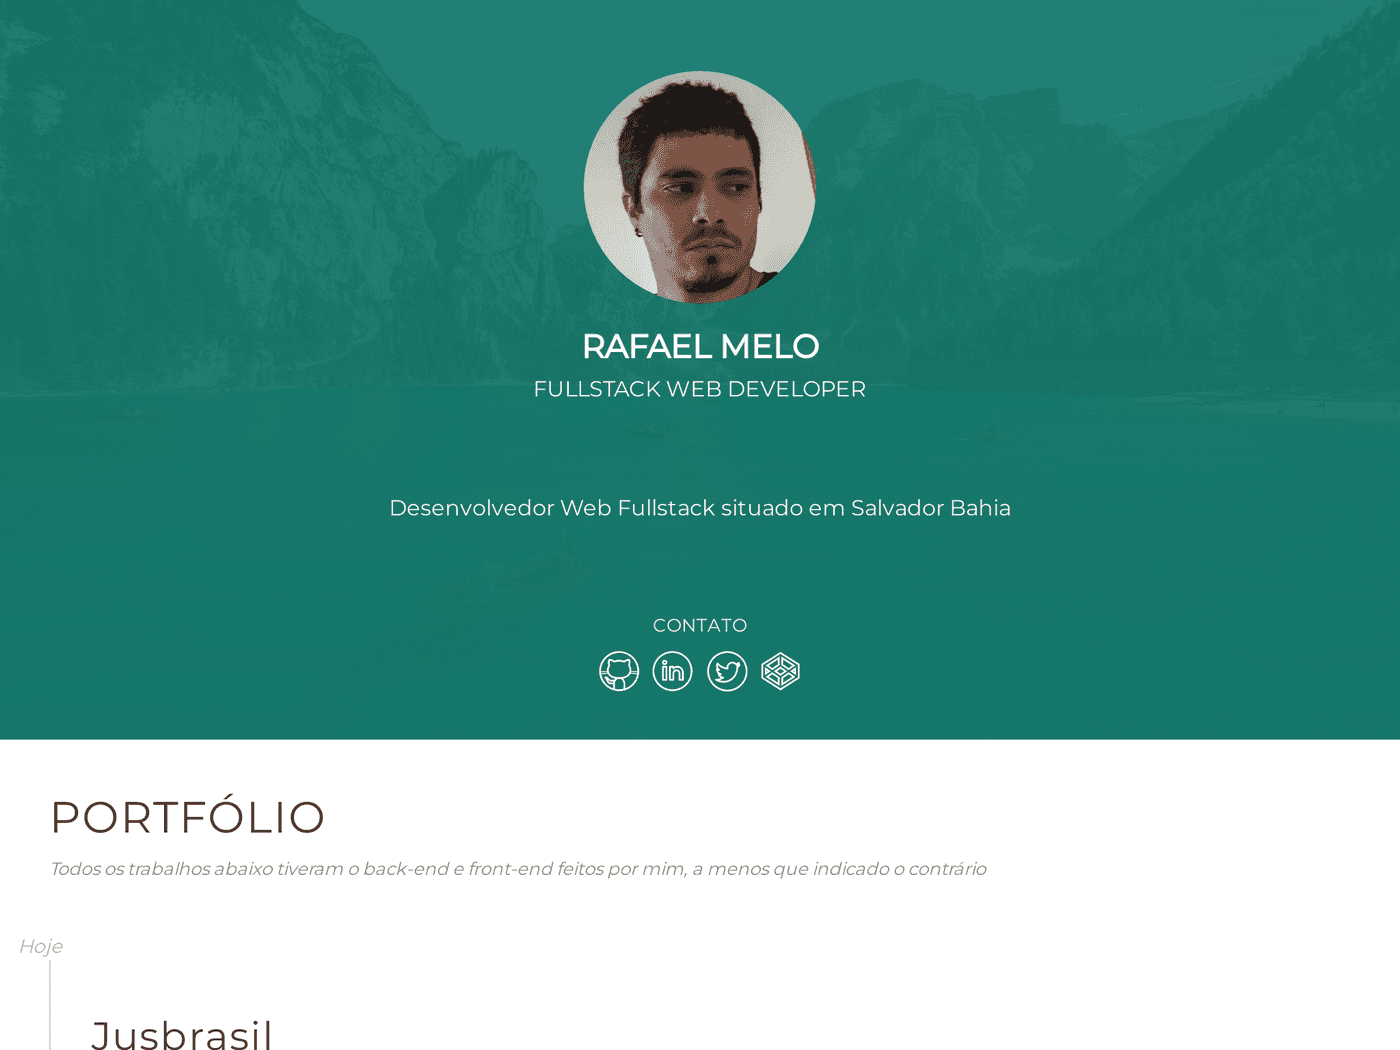 RAFAEL MELO
FULLSTACK WEB DEVELOPER
Desenvolvedor Web Fullstack situado em Salvador Bahia
CONTATO
in
PORTFÓLIO
Todos os trabalhos abaixo tiveram o back-end e front-end feitos por mim, a menos que indicado o contrário
Hoje
Jusbrasil